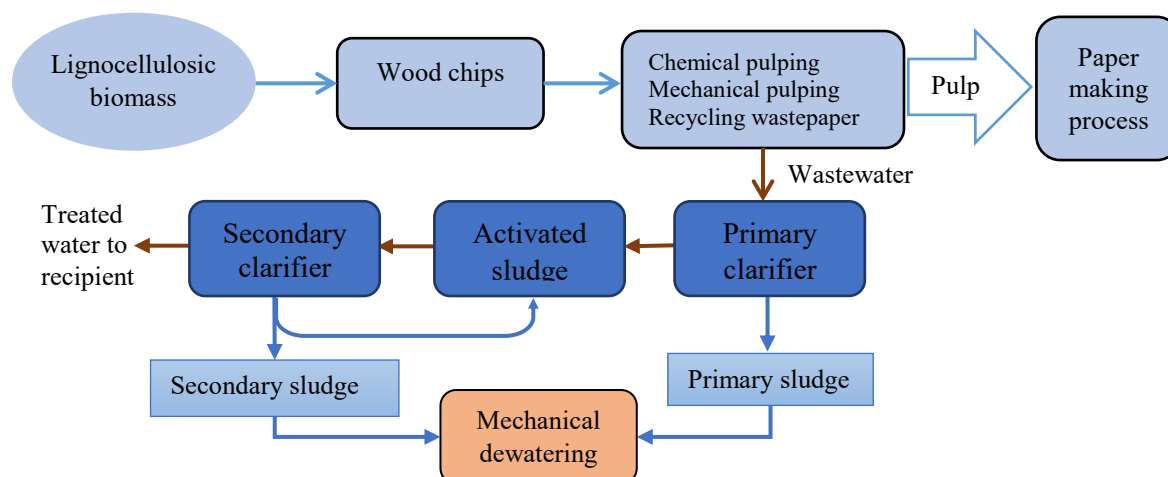 Lignocellulosic
biomass
Wood chips
Chemical pulping
Mechanical pulping
Recycling wastepaper
Pulp
Paper
making
process
Wastewater
Treated
water to
recipient
Secondary
clarifier
Activated
sludge
Primary
clarifier
Secondary sludge
Primary sludge
Mechanical
dewatering